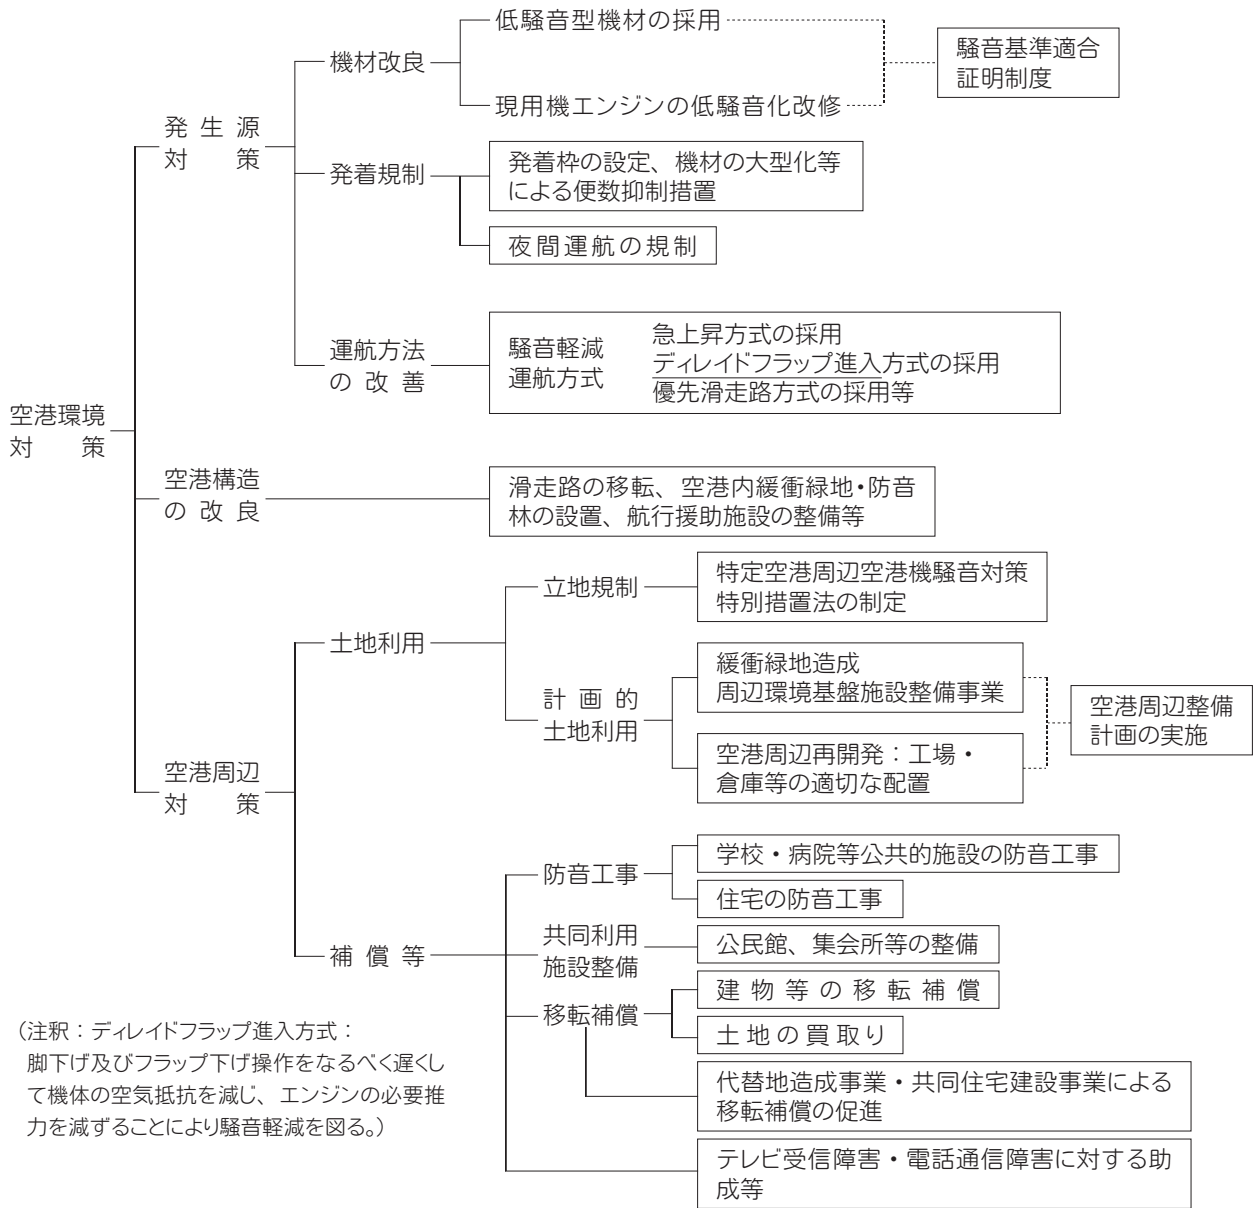 低騒音型機材の採用
機材改良
騒音基準適合
証明制度
現用機エンジンの低騒音化改修
発生源
対策
発着規制
発着枠の設定、機材の大型化等
による便数抑制措置
夜間運航の規制
運航方法
の改善
騒音軽減
運航方式
急上昇方式の採用
ディレイドフラップ進入方式の採用
優先滑走路方式の採用等
空港環境
対策
空港構造
の改良
滑走路の移転、空港内緩衝緑地・防音
林の設置、航行援助施設の整備等
立地規制
特定空港周辺空港機騒音対策
特別措置法の制定
土地利用
計画的
土地利用
緩衝緑地造成
周辺環境基盤施設整備事業
空港周辺再開発：工場・
倉庫等の適切な配置
空港周辺整備
計画の実施
空港周辺
対策
防音工事
学校・病院等公共的施設の防音工事
住宅の防音工事
補償等
共同利用
施設整備
公民館、集会所等の整備
移転補償
建物等の移転補償
土地の買取り
代替地造成事業・共同住宅建設事業による
移転補償の促進
テレビ受信障害・電話通信障害に対する助
成等
（注釈：ディレイドフラップ進入方式：
脚下げ及びフラップ下げ操作をなるべく遅くし
て機体の空気抵抗を減じ、エンジンの必要推
力を減ずることにより騒音軽減を図る。）